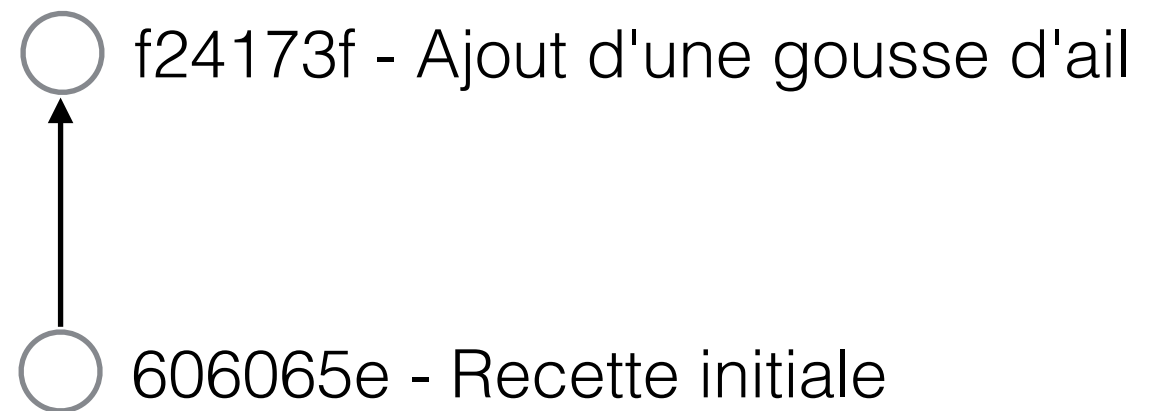 f24173f - Ajout d'une gousse d'ail
606065e - Recette initiale